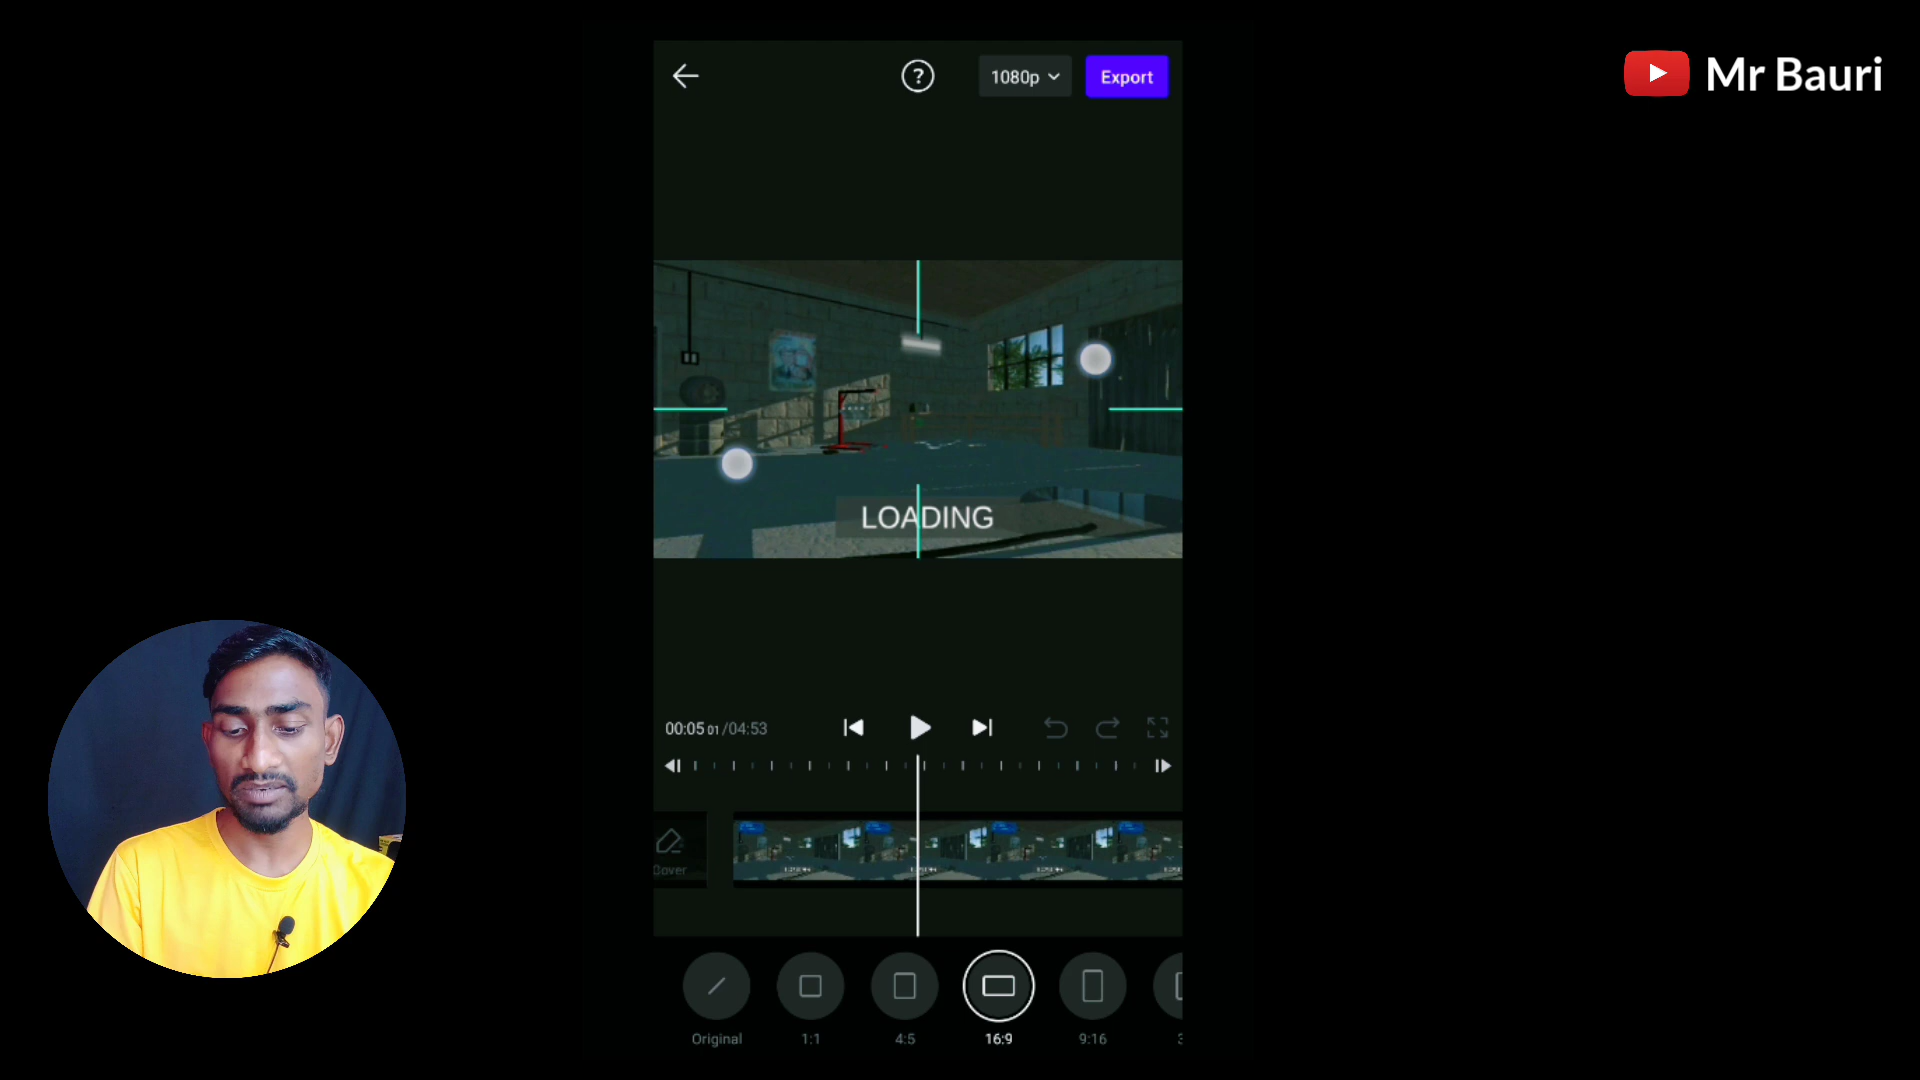 1080p
Export
Mr Bauri
LOADING
00:05 01 /04:53
Cover
Original
1:1
4:5
16:9
9:16